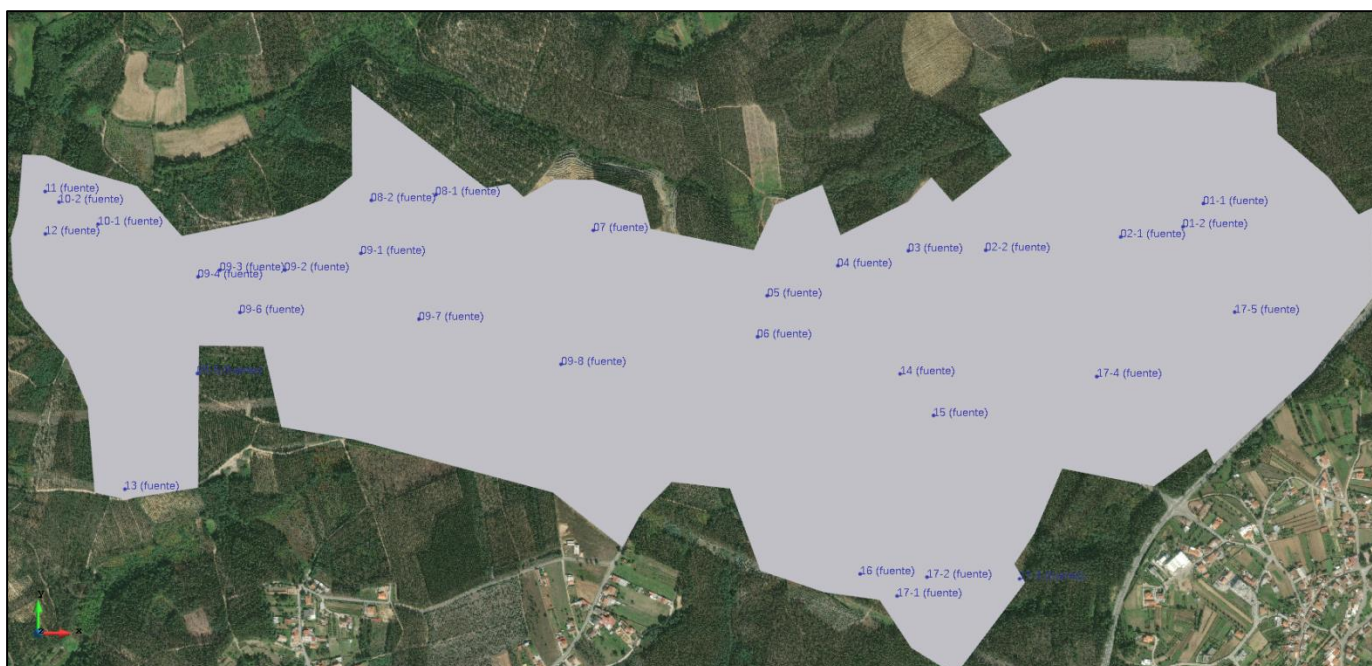 01-1 (fuente)
01-2 (fuente)
02-1 (fuente)
02-2 (fuente)
03 (fuente)
04 (fuente)
05 (fuente)
06 (fuente)
07 (fuente)
08-1 (fuente)
08-2 (fuente)
09-1 (fuente)
09-2 (fuente)
09-3 (fuente)
09-4 (fuente)
09-6 (fuente)
09-7 (fuente)
09-8 (fuente)
10-1 (fuente)
10-2 (fuente)
11 (fuente)
12 (fuente)
13 (fuente)
14 (fuente)
15 (fuente)
16 (fuente)
17-1 (fuente)
17-2 (fuente)
17-4 (fuente)
17-5 (fuente)
y
x